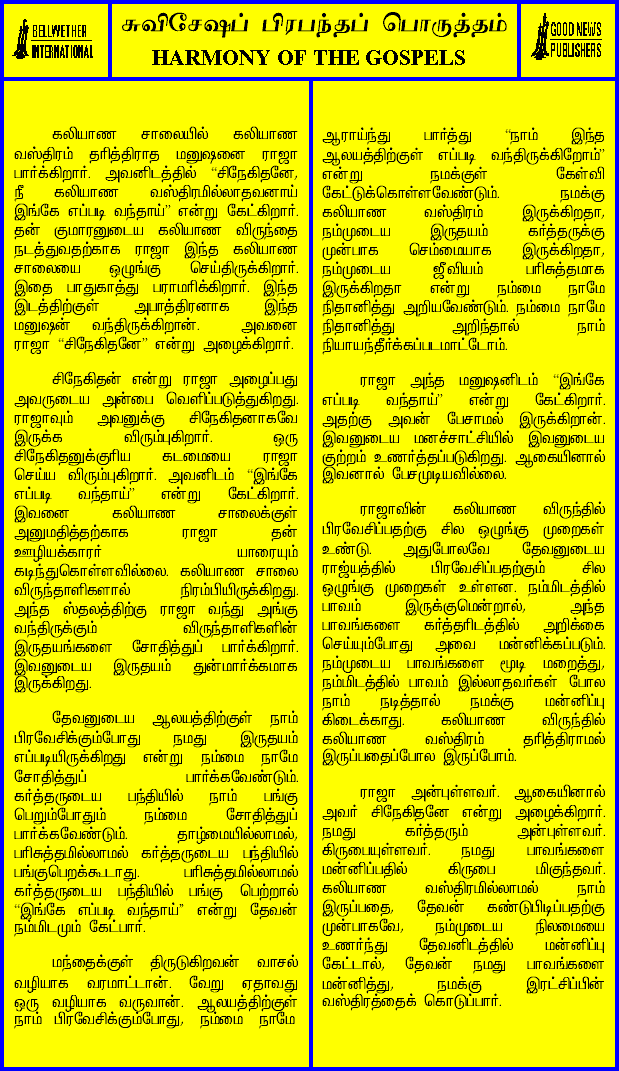 BELLWETHER
INTERNATIONAL
சுவிசேஷப் பிரபந்தப் பொருத்தம்
HARMONY OF THE GOSPELS
GOOD NEWS
PUBLISHERS
கலியாண சாலையில் கலியாண
வஸ்திரம் தரித்திராத மனுஷனை ராஜா
பார்க்கிறார். அவனிடத்தில் “சிநேகிதனே,
நீ கலியாண வஸ்திரமில்லாதவனாய்
இங்கே எப்படி வந்தாய்” என்று கேட்கிறார்.
தன் குமாரனுடைய கலியாண விருந்தை
நடத்துவதற்காக ராஜா இந்த கலியாண
சாலையை ஒழுங்கு செய்திருக்கிறார்.
இதை பாதுகாத்து பராமரிக்கிறார். இந்த
இடத்திற்குள் அபாத்திரனாக இந்த
மனுஷன் வந்திருக்கிறான். அவனை
ராஜா “சிநேகிதனே” என்று அழைக்கிறார்.
சிநேகிதன் என்று ராஜா அழைப்பது
அவருடைய அன்பை வெளிப்படுத்துகிறது.
ராஜாவும் அவனுக்கு சிநேகிதனாகவே
இருக்க விரும்புகிறார். ஒரு
சிநேகிதனுக்குரிய கடமையை ராஜா
செய்ய விரும்புகிறார். அவனிடம் “இங்கே
எப்படி வந்தாய்” என்று கேட்கிறார்.
இவனை கலியாண சாலைக்குள்
அனுமதித்தற்காக ராஜா தன்
ஊழியக்காரர் யாரையும்
கடிந்துகொள்ளவில்லை. கலியாண சாலை
விருந்தாளிகளால் நிரம்பியிருக்கிறது.
அந்த ஸ்தலத்திற்கு ராஜா வந்து அங்கு
வந்திருக்கும் விருந்தாளிகளின்
இருதயங்களை சோதித்துப் பார்க்கிறார்.
இவனுடைய இருதயம் துன்மார்க்கமாக
இருக்கிறது.
தேவனுடைய ஆலயத்திற்குள் நாம்
பிரவேசிக்கும்போது நமது இருதயம்
எப்படியிருக்கிறது என்று நம்மை நாமே
சோதித்துப் பார்க்கவேண்டும்.
கர்த்தருடைய பந்தியில் நாம் பங்கு
பெறும்போதும் நம்மை சோதித்துப்
பார்க்கவேண்டும். தாழ்மையில்லாமல்,
பரிசுத்தமில்லாமல் கர்த்தருடைய பந்தியில்
பங்குபெறக்கூடாது. பரிசுத்தமில்லாமல்
கர்த்தருடைய பந்தியில் பங்கு பெற்றால்
“இங்கே எப்படி வந்தாய்” என்று தேவன்
நம்மிடமும் கேட்பார்.
மந்தைக்குள் திருடுகிறவன் வாசல்
வழியாக வரமாட்டான். வேறு ஏதாவது
ஒரு வழியாக வருவான். ஆலயத்திற்குள்
நாம் பிரவேசிக்கும்போது, நம்மை நாமே
ஆராய்ந்து பார்த்து “நாம் இந்த
ஆலயத்திற்குள் எப்படி வந்திருக்கிறோம்”
என்று நமக்குள் கேள்வி
கேட்டுக்கொள்ளவேண்டும். நமக்கு
கலியாண வஸ்திரம் இருக்கிறதா,
நம்முடைய இருதயம் கர்த்தருக்கு
முன்பாக செம்மையாக இருக்கிறதா,
நம்முடைய ஜீவியம் பரிசுத்தமாக
இருக்கிறதா என்று நம்மை நாமே
நிதானித்து அறியவேண்டும். நம்மை நாமே
நிதானித்து அறிந்தால் நாம்
நியாயந்தீர்க்கப்படமாட்டோம்.
ராஜா அந்த மனுஷனிடம் “இங்கே
எப்படி வந்தாய்” என்று கேட்கிறார்.
அதற்கு அவன் பேசாமல் இருக்கிறான்.
இவனுடைய மனச்சாட்சியில் இவனுடைய
குற்றம் உணர்த்தப்படுகிறது. ஆகையினால்
இவனால் பேசமுடியவில்லை.
ராஜாவின் கலியாண விருந்தில்
பிரவேசிப்பதற்கு சில ஒழுங்கு முறைகள்
உண்டு. அதுபோலவே தேவனுடைய
ராஜ்யத்தில் பிரவேசிப்பதற்கும் சில
ஒழுங்கு முறைகள் உள்ளன. நம்மிடத்தில்
பாவம் இருக்குமென்றால், அந்த
பாவங்களை கர்த்தரிடத்தில் அறிக்கை
செய்யும்போது அவை மன்னிக்கப்படும்.
நம்முடைய பாவங்களை மூடி மறைத்து,
நம்மிடத்தில் பாவம் இல்லாதவர்கள் போல
நாம் நடித்தால் நமக்கு மன்னிப்பு
கிடைக்காது. கலியாண விருந்தில்
கலியாண வஸ்திரம் தரித்திராமல்
இருப்பதைப்போல இருப்போம்.
ராஜா அன்புள்ளவர். ஆகையினால்
அவர் சிநேகிதனே என்று அழைக்கிறார்.
நமது கர்த்தரும் அன்புள்ளவர்.
கிருபையுள்ளவர். நமது பாவங்களை
மன்னிப்பதில் கிருபை மிகுந்தவர்.
கலியாண வஸ்திரமில்லாமல் நாம்
இருப்பதை, தேவன் கண்டுபிடிப்பதற்கு
முன்பாகவே, நம்முடைய நிலமையை
உணர்ந்து தேவனிடத்தில் மன்னிப்பு
கேட்டால், தேவன் நமது பாவங்களை
மன்னித்து, நமக்கு இரட்சிப்பின்
வஸ்திரத்தைக் கொடுப்பார்.